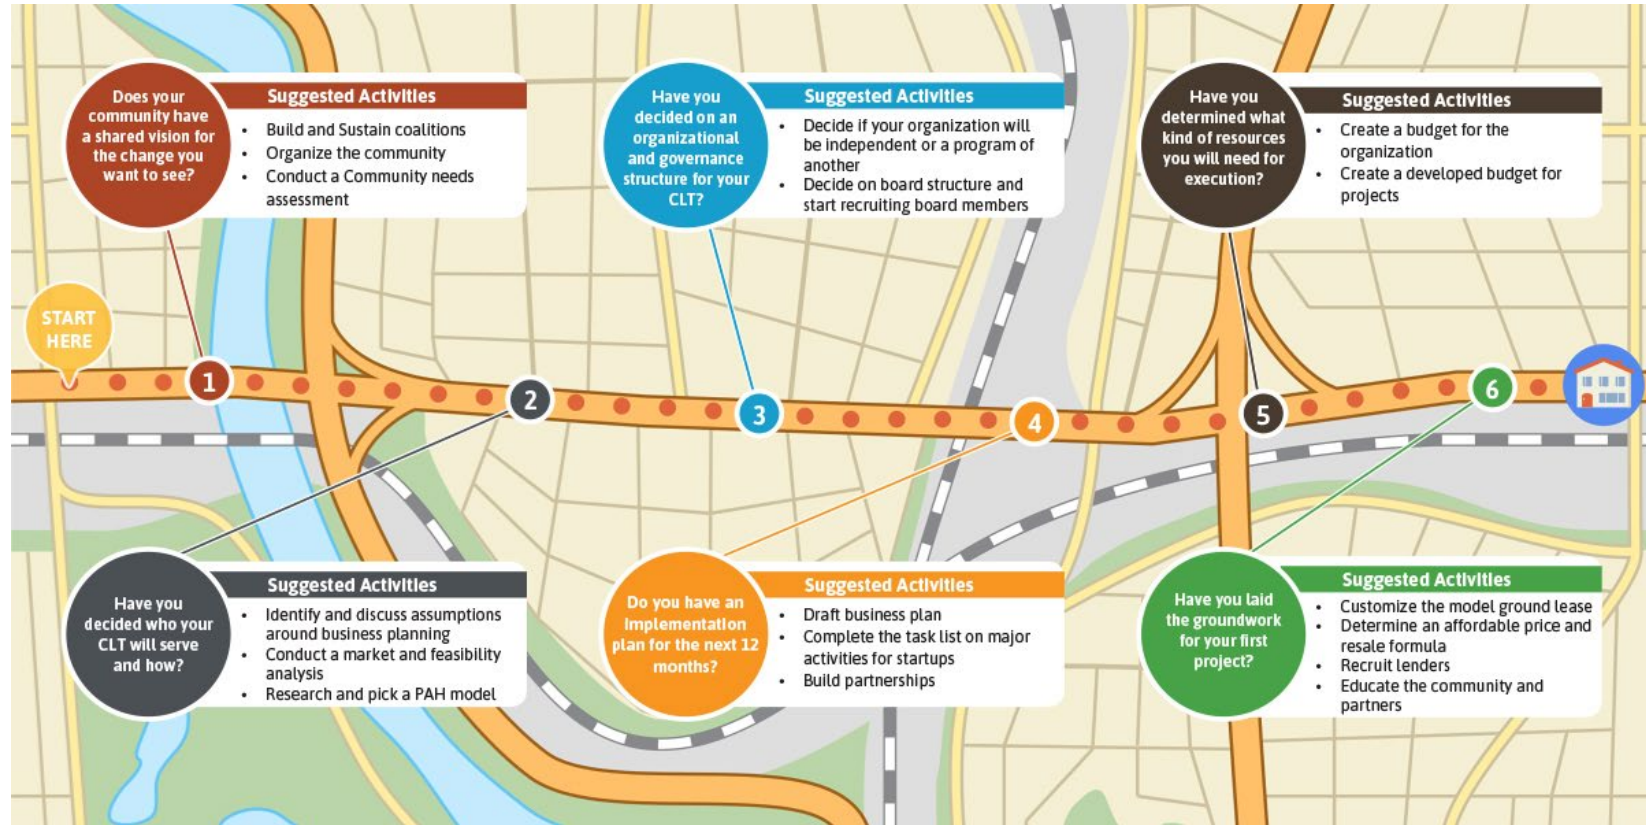 START
HERE
Does your
community have
a shared vision for
the change you
want to see?
Suggested Activities
• Build and Sustain coalitions
• Organize the community
• Conduct a Community needs
assessment
1
Have you
decided who your
CLT will serve
and how?
Suggested Activities
• Identify and discuss assumptions
around business planning
• Conduct a market and feasibility
analysis
• Research and pick a PAH model
2
Have you
decided on an
organizational
and governance
structure for your
CLT?
Suggested Activities
• Decide if your organization will
be independent or a program of
another
• Decide on board structure and
start recruiting board members
3
Do you have an
implementation
plan for the next 12
months?
Suggested Activities
• Draft business plan
• Complete the task list on major
activities for startups
• Build partnerships
4
Have you
determined what
kind of resources
you will need for
execution?
Suggested Activities
• Create a budget for the
organization
• Create a developed budget for
projects
5
Have you laid
the groundwork
for your first
project?
Suggested Activities
• Customize the model ground lease
• Determine an affordable price and
resale formula
• Recruit lenders
• Educate the community and
partners
6